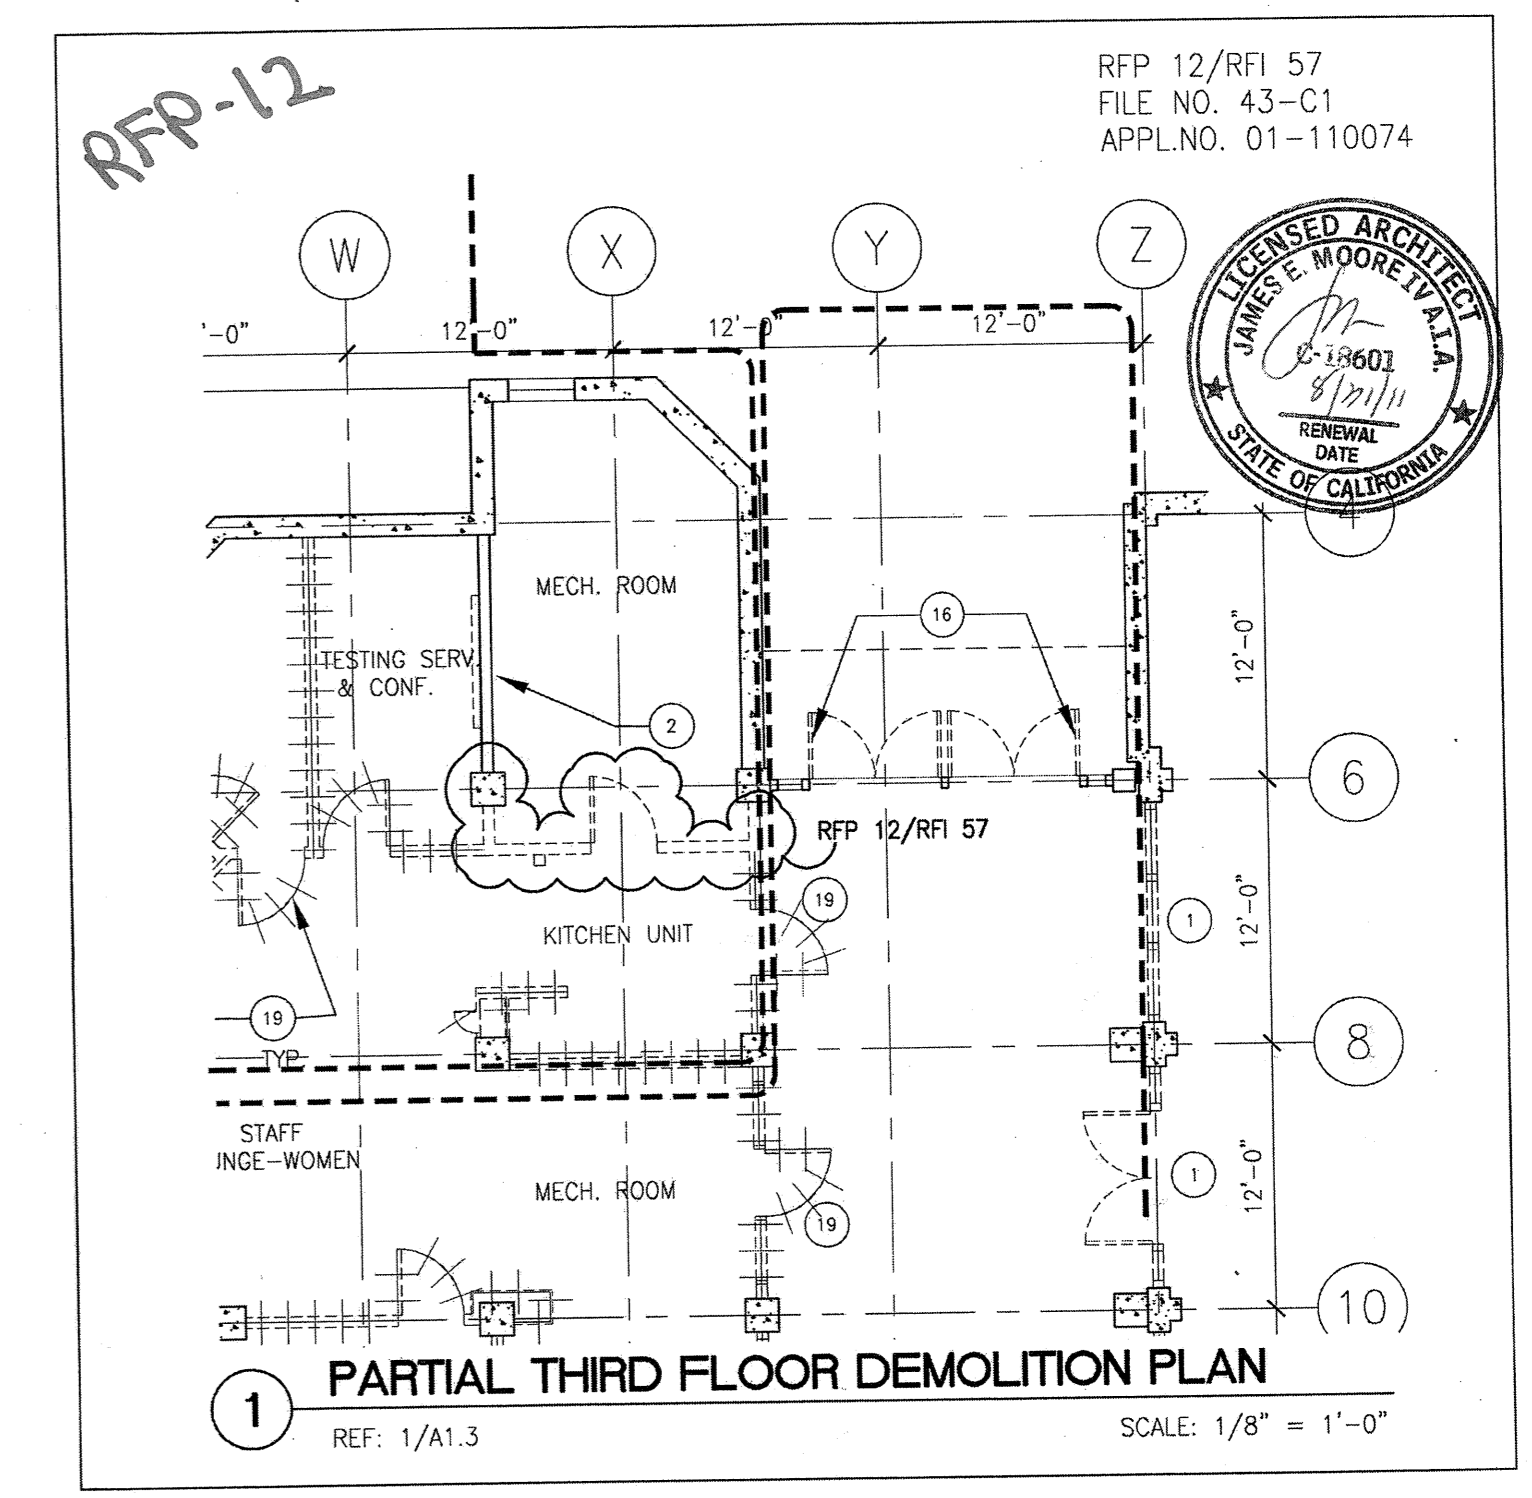 RFP-12
RFP 12/RFI 57
FILE NO. 43-C1
APPL.NO. 01-110074
W
X
Y
Z
LICENSED ARCHITECT
JAMES E. MOORE IV A.I.A.
C-18601
RENEWAL
DATE
STATE OF CALIFORNIA
'-0"
12'-0"
12'-0"
12'-0"
4
MECH. ROOM
16
12'-0"
TESTING SERV.
& CONF.
2
6
RFP 12/RFI 57
19
1
12'-0"
KITCHEN UNIT
19
TYP.
8
STAFF
UNGE-WOMEN
MECH. ROOM
1
12'-0"
19
10
1
PARTIAL THIRD FLOOR DEMOLITION PLAN
REF: 1/A1.3
SCALE: 1/8" = 1'-0"